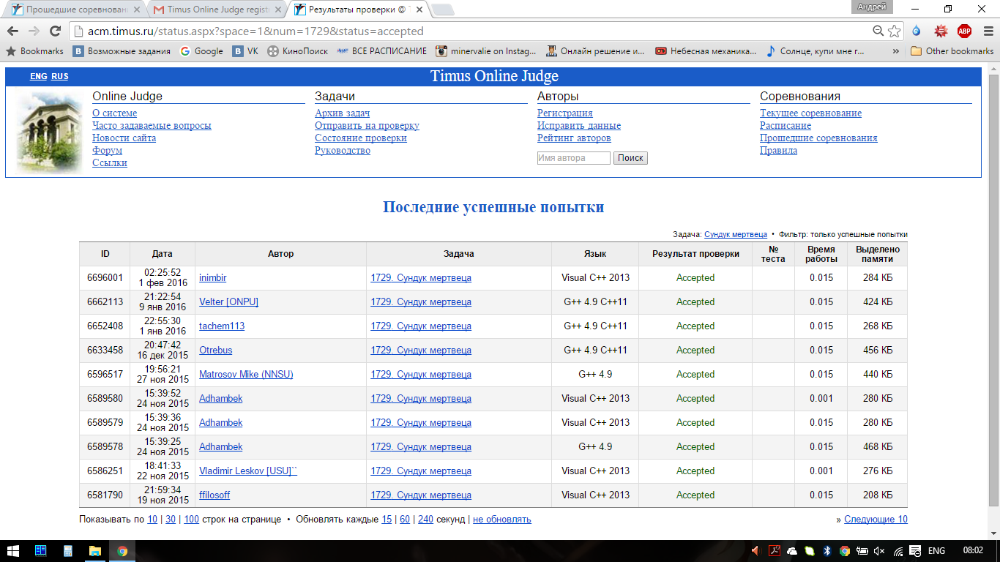 Прошедшие соревнован
Timus Online Judge registr
Результаты проверки @
Андрей
acm.timus.ru/status.aspx?space=1&num=1729&status=accepted
ABP
Bookmarks
Возможные задания
Google
VK
КиноПоиск
ВСЕ РАСПИСАНИЕ
minervalie on Instag...
Онлайн решение и...
Небесная механика...
Солнце, купи мне г...
»
Other bookmarks
ENG RUS
Timus Online Judge
Online Judge
О системе
Часто задаваемые вопросы
Новости сайта
Форум
Ссылки
Задачи
Архив задач
Отправить на проверку
Состояние проверки
Руководство
Авторы
Регистрация
Исправить данные
Рейтинг авторов
Имя автора Поиск
Соревнования
Текущее соревнование
Расписание
Прошедшие соревнования
Правила
Последние успешные попытки
Задача: Сундук мертвеца • Фильтр: только успешные попытки
ID Дата Автор Задача Язык Результат проверки № теста Время работы Выделено памяти
6696001 02:25:52 1 фев 2016 inimbir 1729. Сундук мертвеца Visual C++ 2013 Accepted 0.015 284 КБ
6662113 21:22:54 9 янв 2016 Velter [ONPU] 1729. Сундук мертвеца G++ 4.9 C++11 Accepted 0.015 424 КБ
6652408 22:55:30 1 янв 2016 tachem113 1729. Сундук мертвеца G++ 4.9 C++11 Accepted 0.015 268 КБ
6633458 20:47:42 16 дек 2015 Otrebus 1729. Сундук мертвеца G++ 4.9 C++11 Accepted 0.015 456 КБ
6596517 19:56:21 27 ноя 2015 Matrosov Mike (NNSU) 1729. Сундук мертвеца G++ 4.9 Accepted 0.015 440 КБ
6589580 15:39:52 24 ноя 2015 Adhambek 1729. Сундук мертвеца Visual C++ 2013 Accepted 0.001 280 КБ
6589579 15:39:36 24 ноя 2015 Adhambek 1729. Сундук мертвеца Visual C++ 2013 Accepted 0.015 280 КБ
6589578 15:39:25 24 ноя 2015 Adhambek 1729. Сундук мертвеца G++ 4.9 Accepted 0.015 468 КБ
6586251 18:41:33 22 ноя 2015 Vladimir Leskov [USU]`` 1729. Сундук мертвеца Visual C++ 2013 Accepted 0.001 276 КБ
6581790 21:59:34 19 ноя 2015 ffilosoff 1729. Сундук мертвеца Visual C++ 2013 Accepted 0.015 208 КБ
Показывать по 10 | 30 | 100 строк на странице • Обновлять каждые 15 | 60 | 240 секунд | не обновлять
» Следующие 10
ENG
08:02